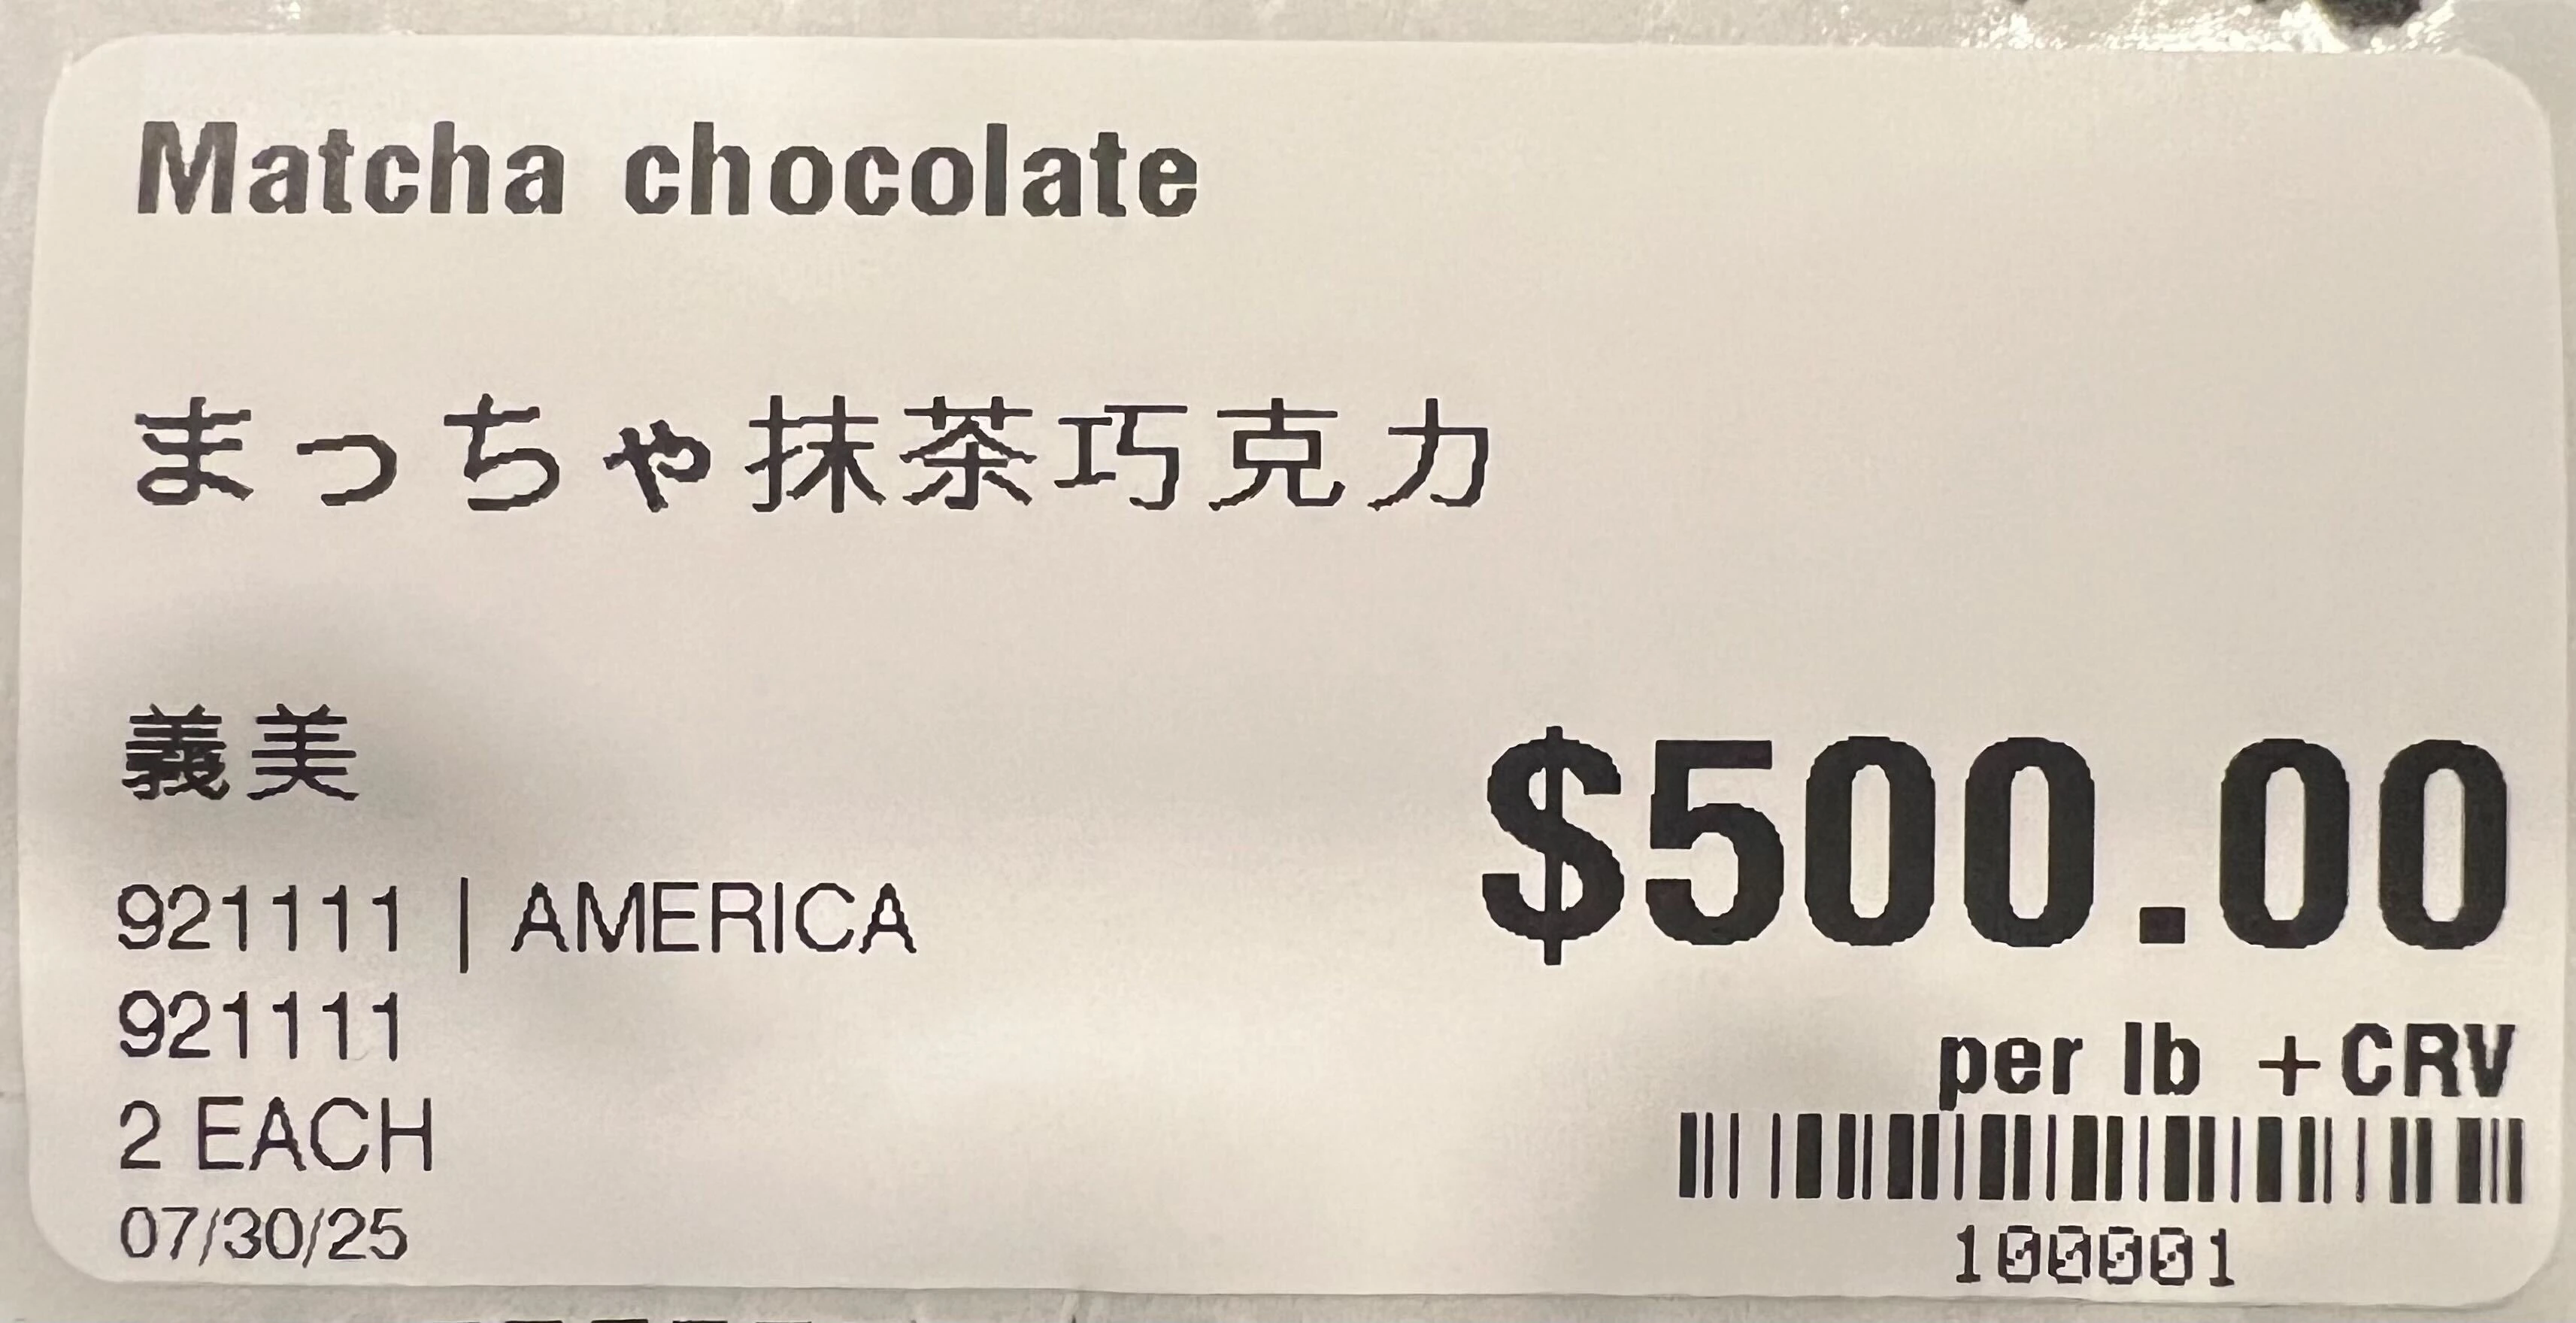 Matcha chocolate
まっちゃ抹茶巧克力
義美
$500.00
921111 | AMERICA
921111
per lb +CRV
2 EACH
07/30/25
100001